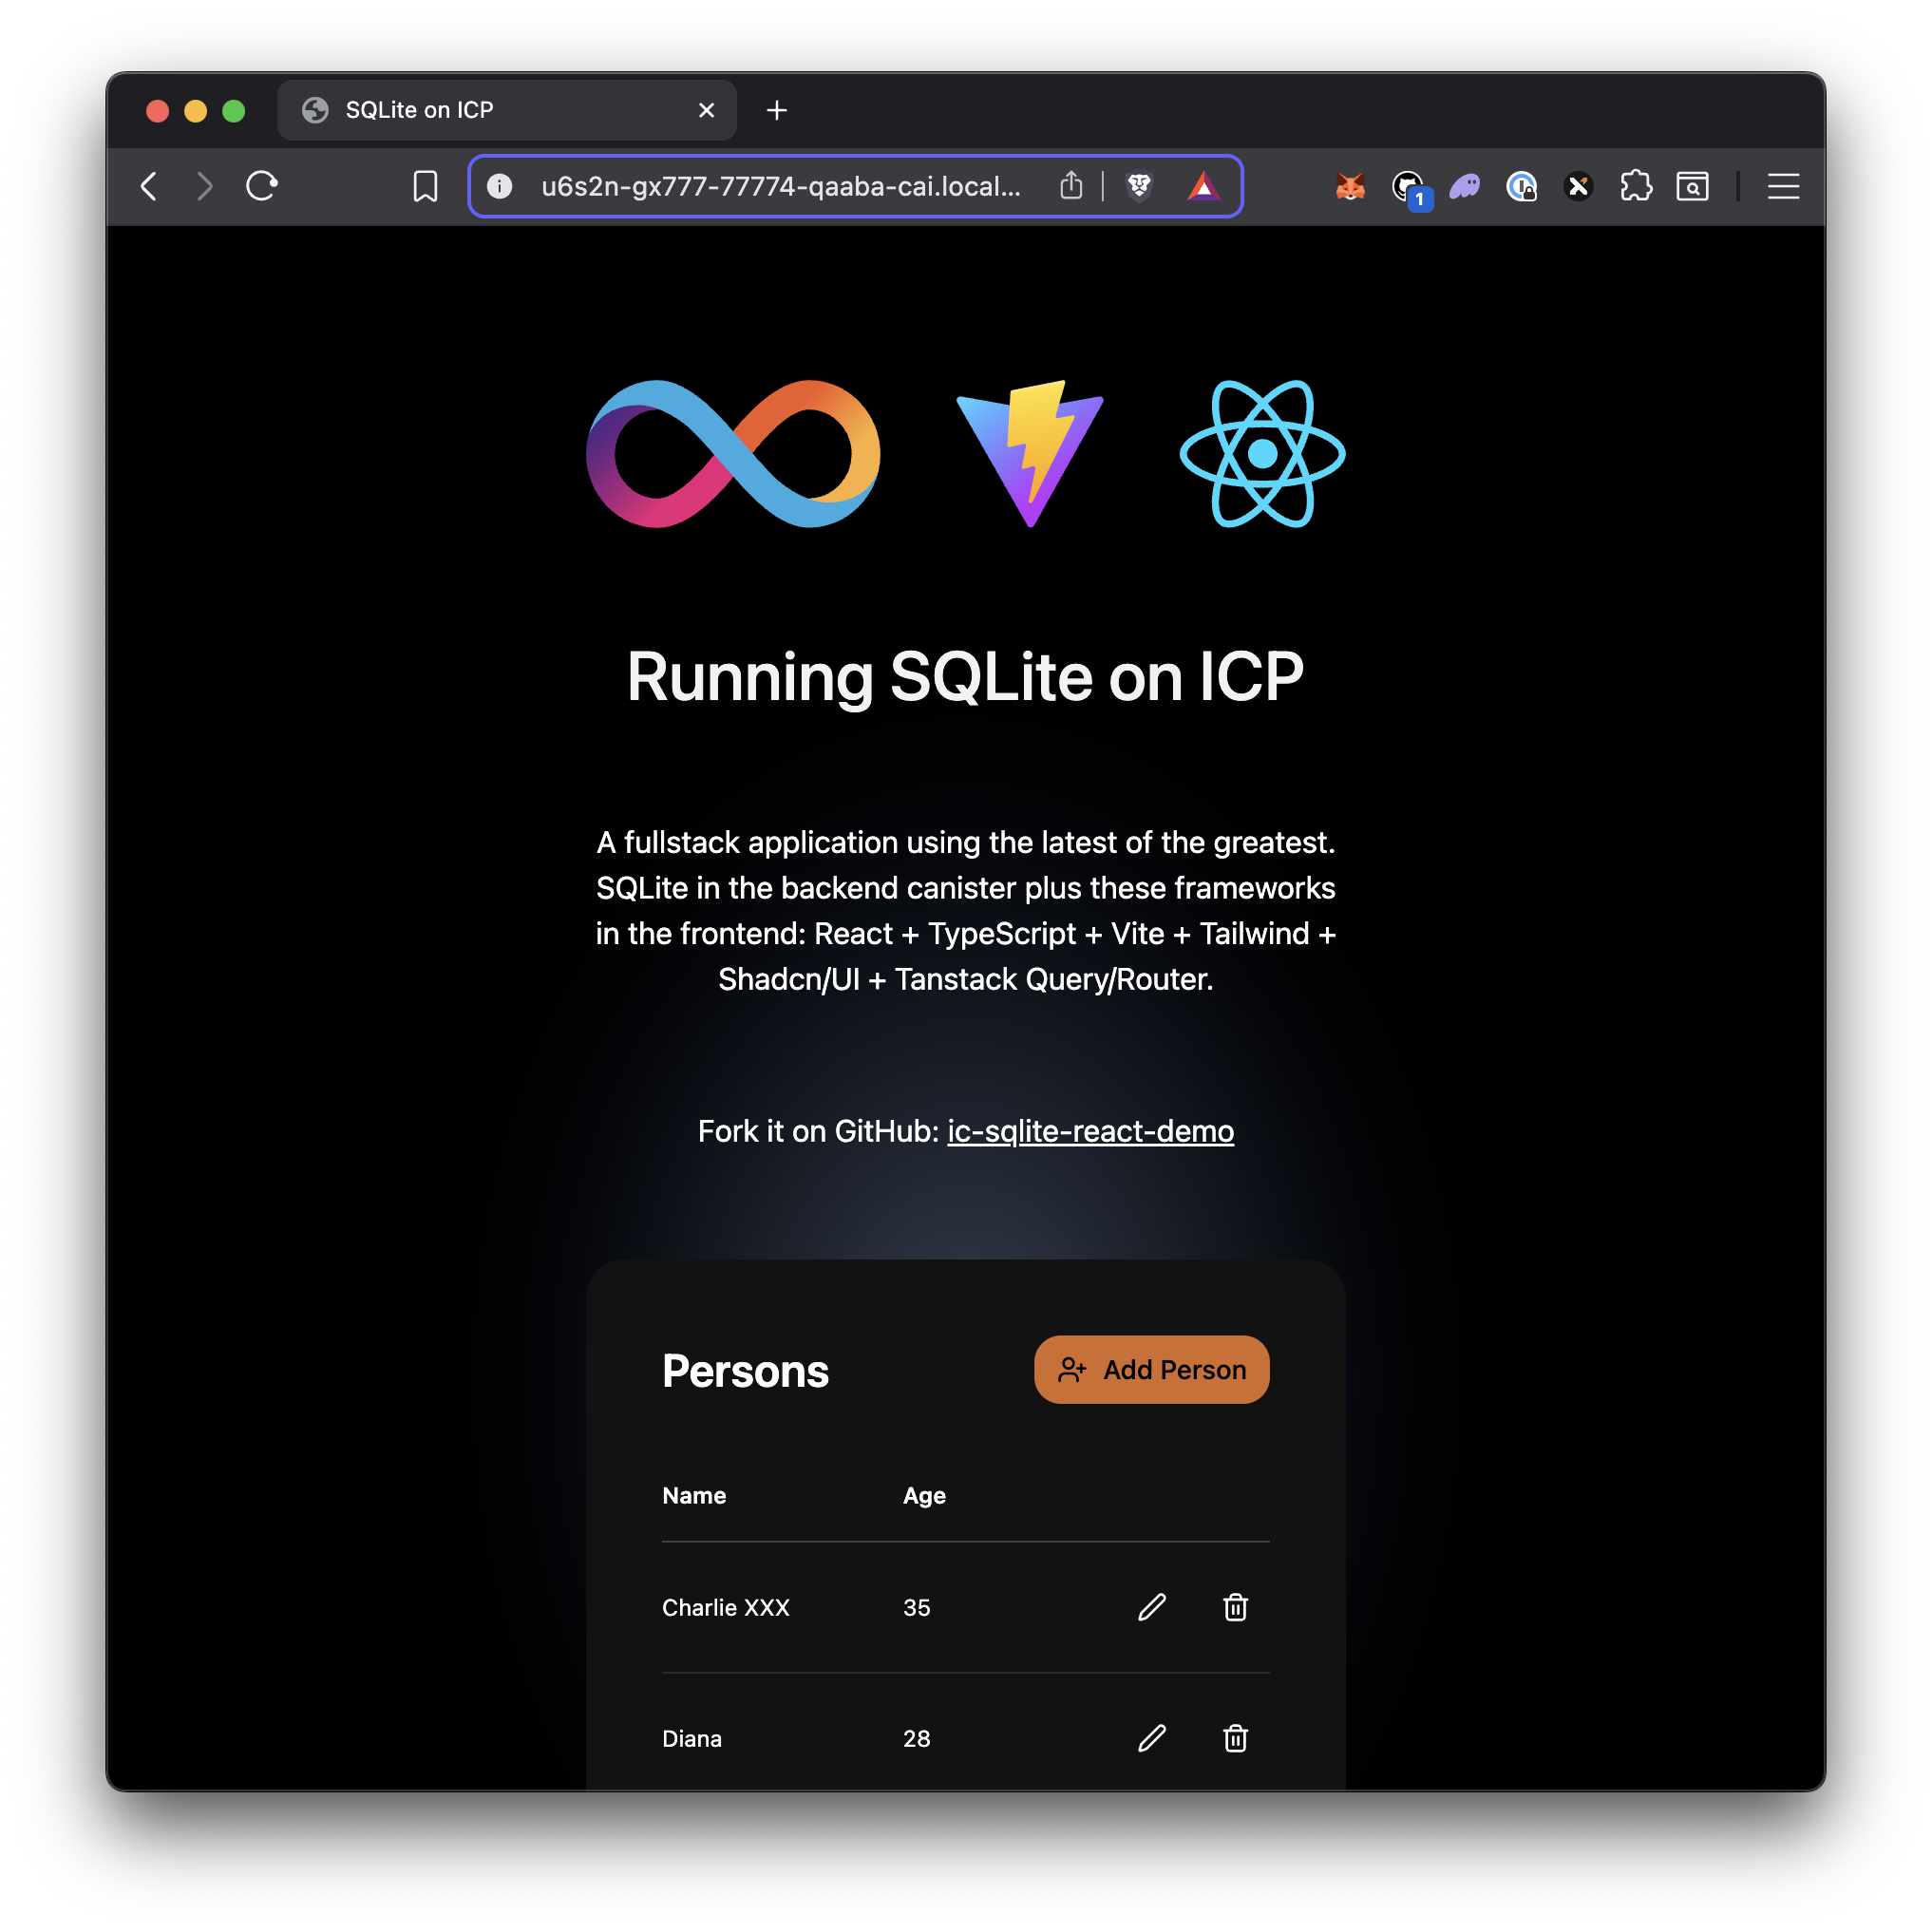 SQLite on ICP
u6s2n-gx777-77774-qaaba-cai.local...
1
Running SQLite on ICP
A fullstack application using the latest of the greatest.
SQLite in the backend canister plus these frameworks
in the frontend: React + TypeScript + Vite + Tailwind +
Shadcn/UI + Tanstack Query/Router.
Fork it on GitHub: ic-sqlite-react-demo
Persons
Add Person
Name Age
Charlie XXX 35
Diana 28